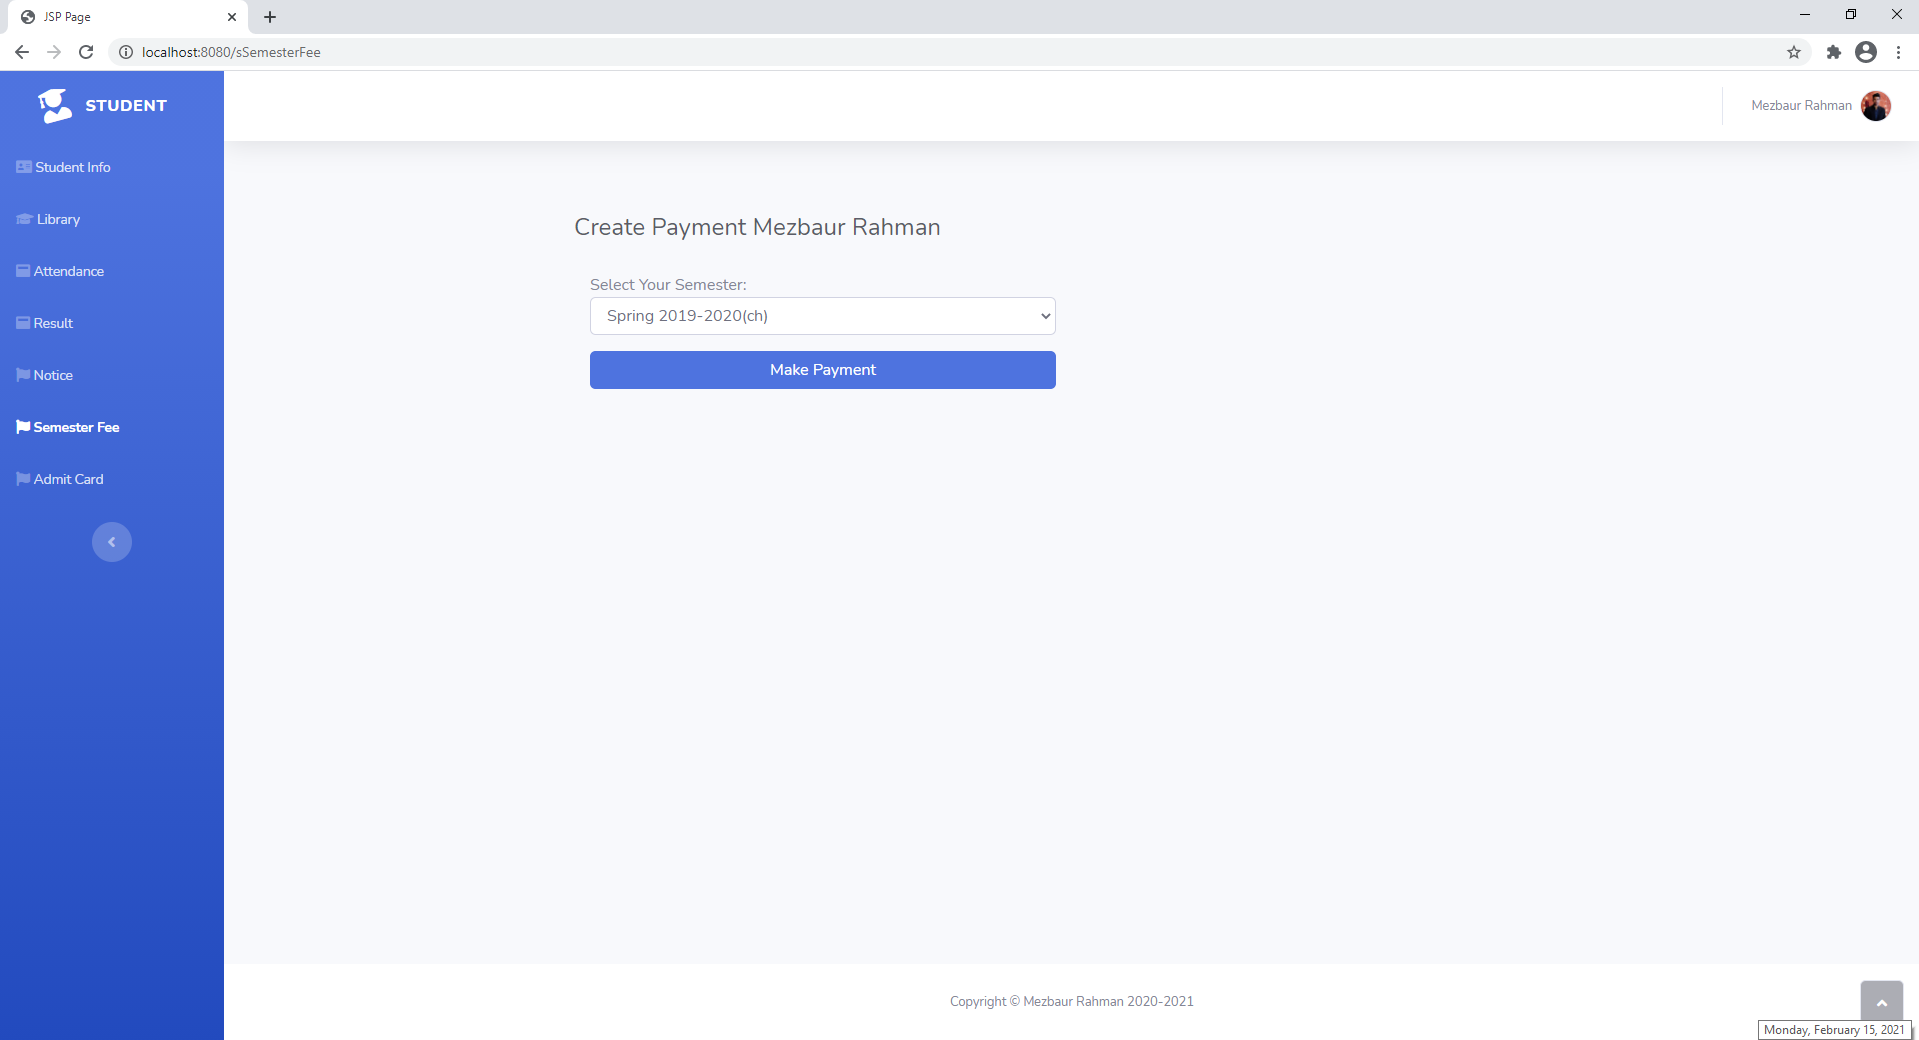 JSP Page
localhost:8080/sSemesterFee
STUDENT
Mezbaur Rahman
Student Info
Library
Attendance
Result
Notice
Semester Fee
Admit Card
Create Payment Mezbaur Rahman
Select Your Semester:
Spring 2019-2020(ch)
Make Payment
Copyright © Mezbaur Rahman 2020-2021
Monday, February 15, 2021